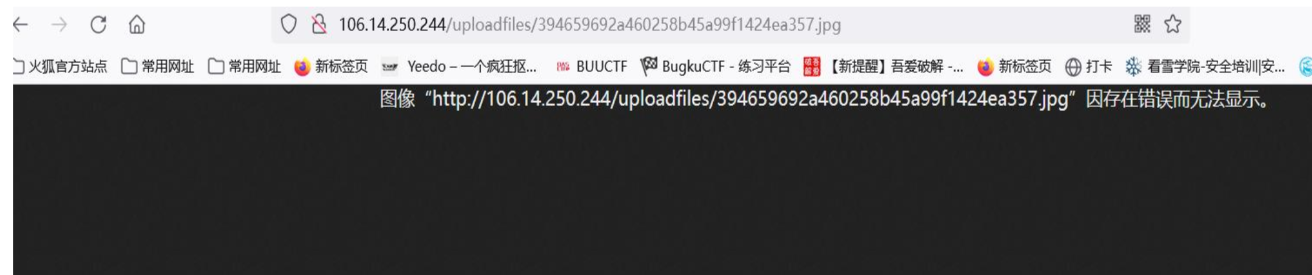 106.14.250.244/uploadfiles/394659692a460258b45a99f1424ea357.jpg
火狐官方站点 常用网址 常用网址 新标签页 Yeedo – 一个疯狂抠... BUUCTF BugkuCTF - 练习平台 【新提醒】吾爱破解 -... 新标签页 打卡 看雪学院-安全培训|安...
图像“http://106.14.250.244/uploadfiles/394659692a460258b45a99f1424ea357.jpg”因存在错误而无法显示。